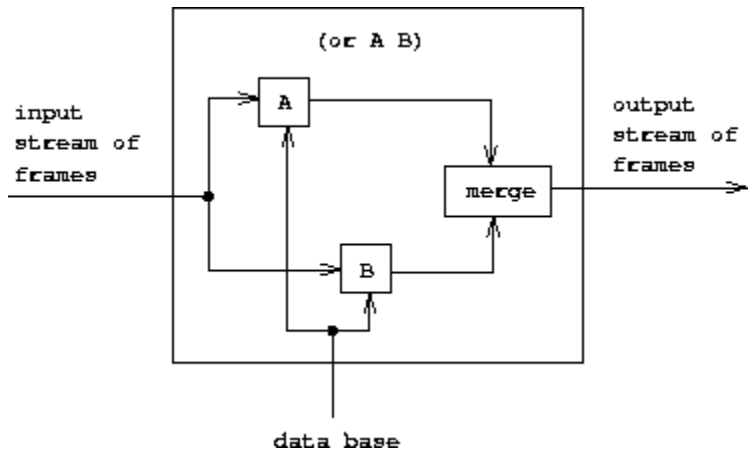 (or A B)
input
stream of
frames
A
output
stream of
frames
merge
B
data base